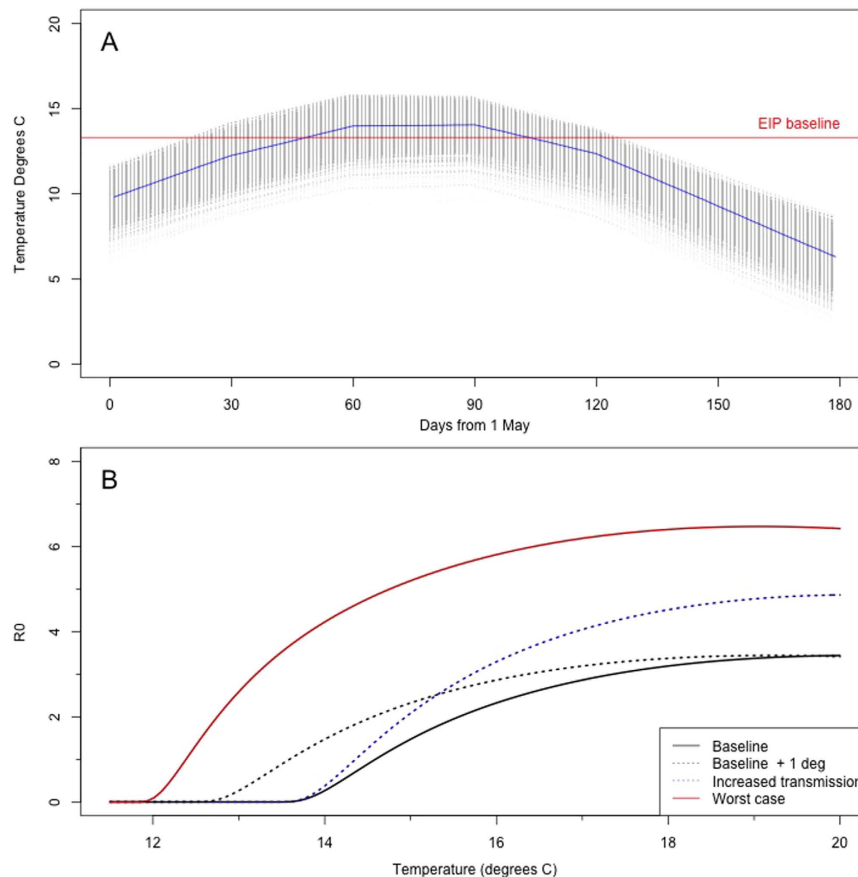 A
Temperature Degrees C
20
15
10
5
0
EIP baseline
0 30 60 90 120 150 180
Days from 1 May
B
R0
8
6
4
2
0
Baseline
Baseline + 1 deg
Increased transmission
Worst case
12 14 16 18 20
Temperature (degrees C)